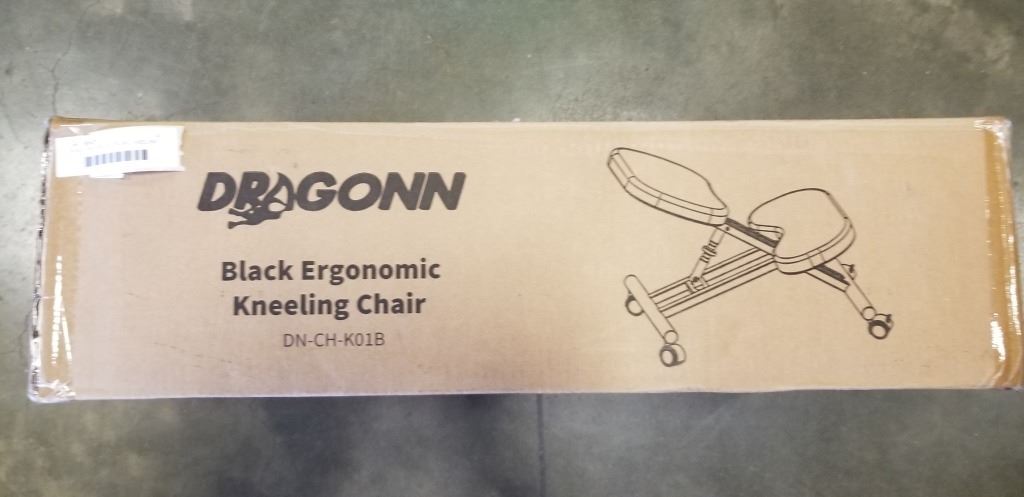 DRAGONN
Black Ergonomic
Kneeling Chair
DN-CH-K01B